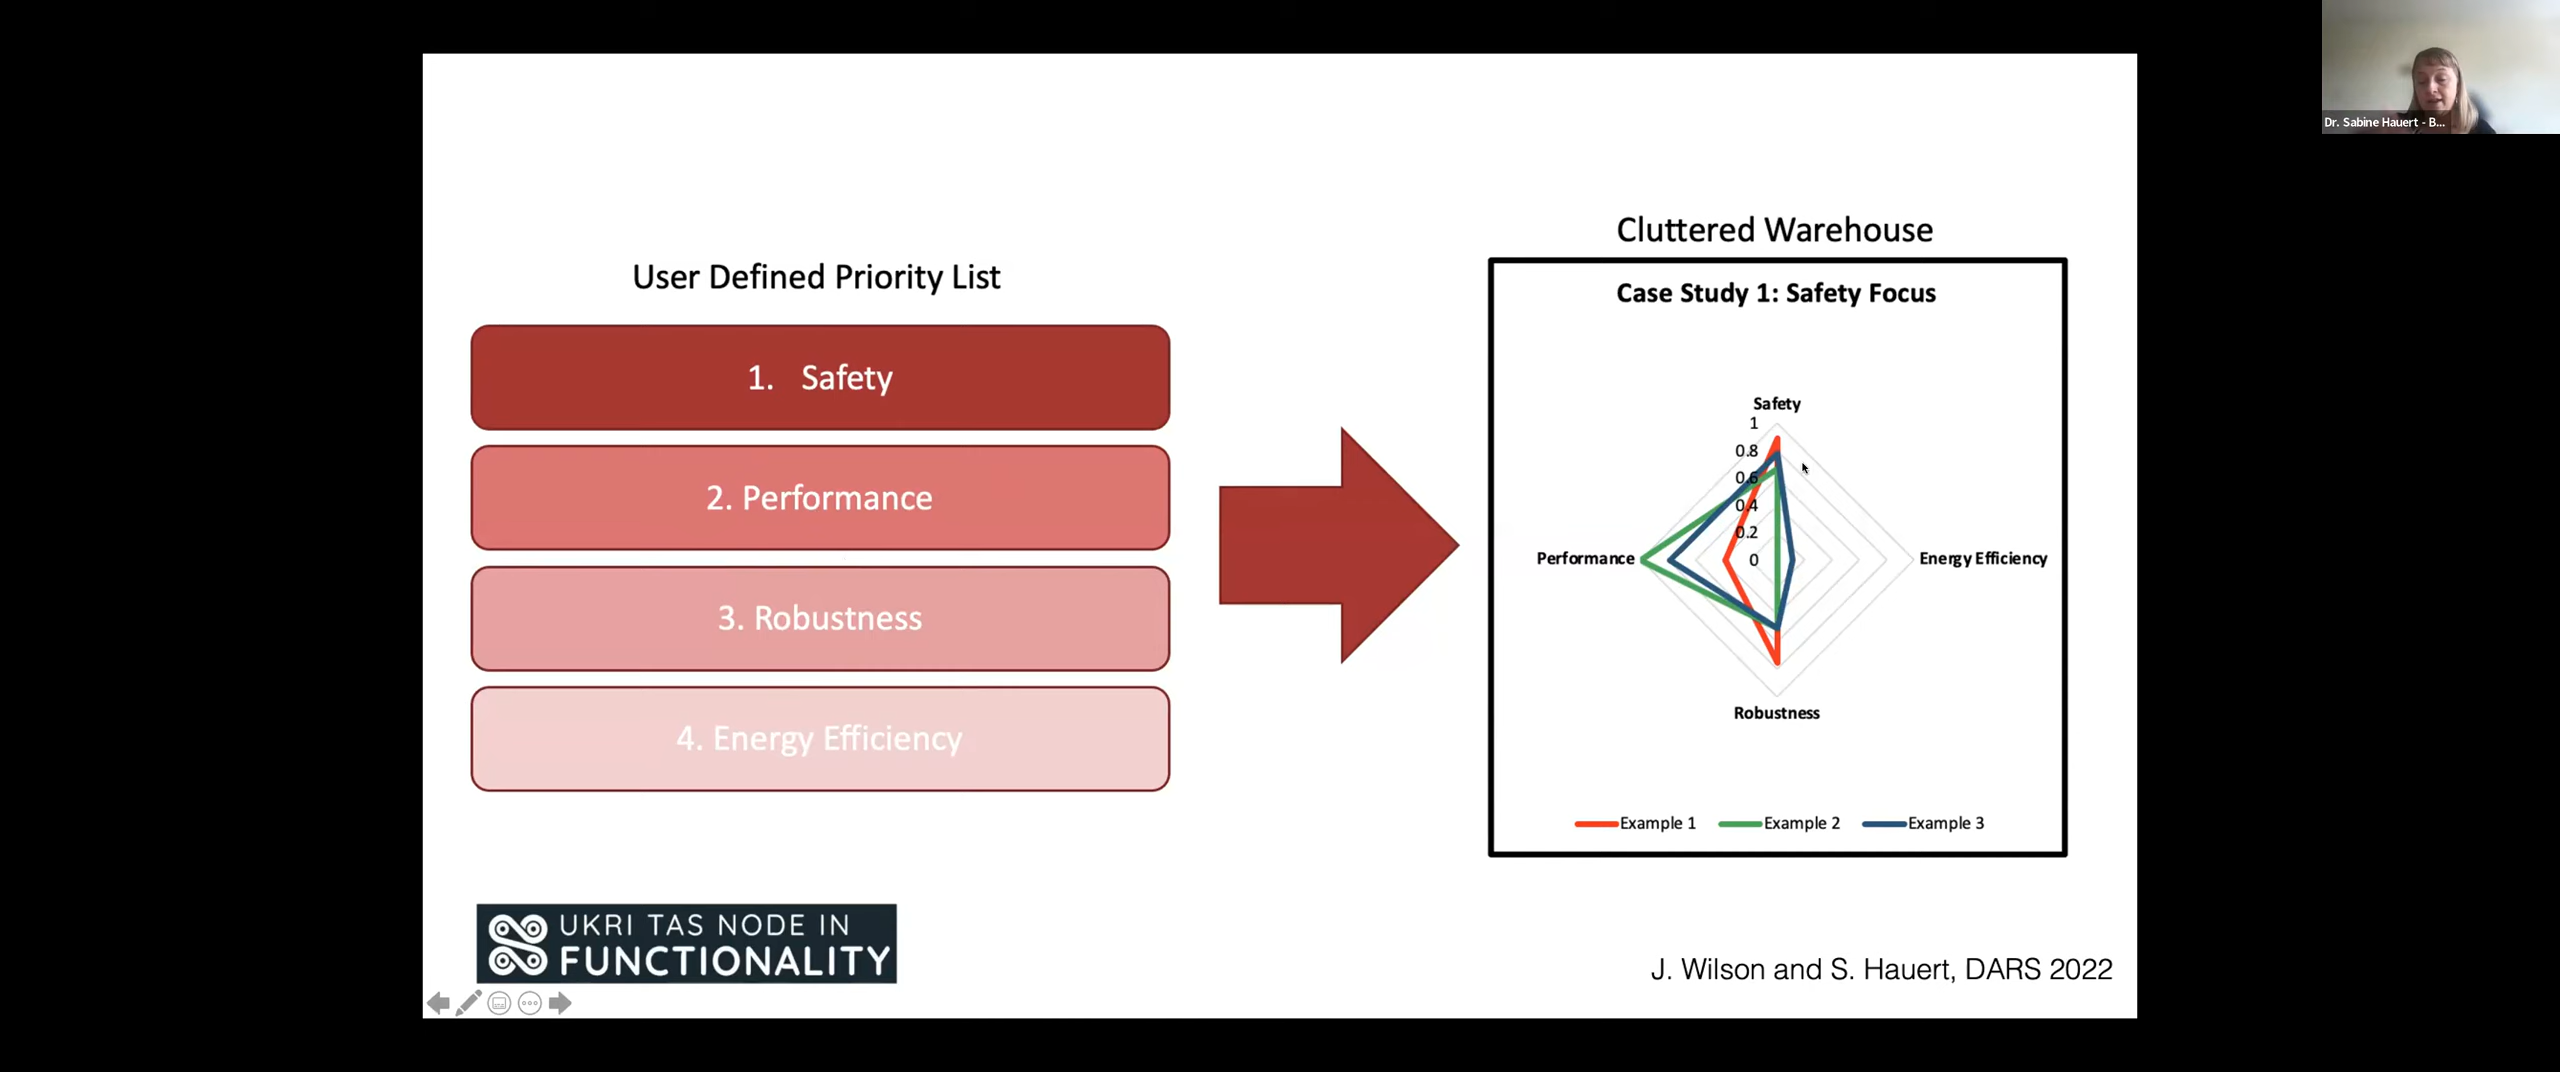 Dr. Sabine Hauert - B...
User Defined Priority List
1. Safety
2. Performance
3. Robustness
4. Energy Efficiency
Cluttered Warehouse
Case Study 1: Safety Focus
Safety
1
0.8
0.6
0.4
0.2
0
Performance
Energy Efficiency
Robustness
Example 1
Example 2
Example 3
UKRI TAS NODE IN
FUNCTIONALITY
J. Wilson and S. Hauert, DARS 2022